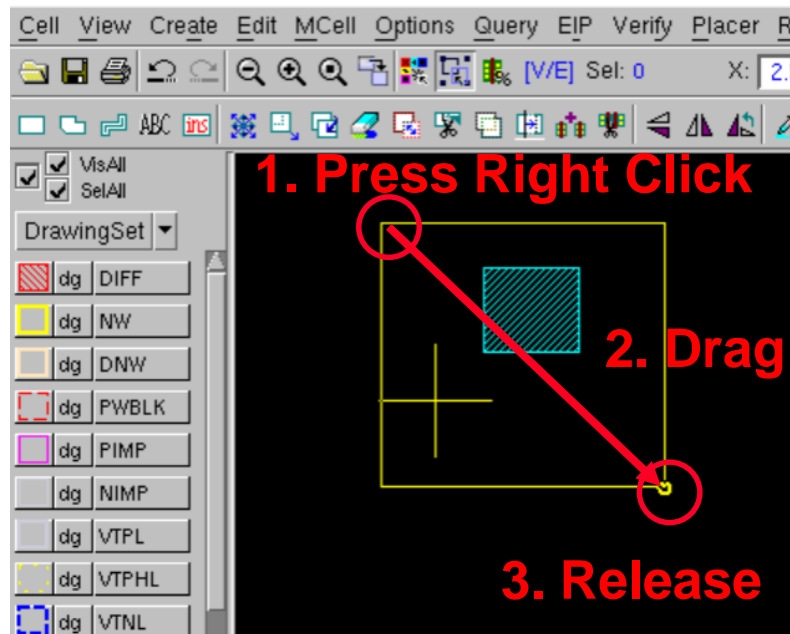 Cell View Create Edit MCell Options Query EIP Verify Placer R
[V/E] Sel: 0 X: 2.
ABC ins
VisAll
SelAll
1. Press Right Click
DrawingSet
dg DIFF
dg NW
2. Drag
dg DNW
dg PWBLK
dg PIMP
dg NIMP
dg VTPL
dg VTPHL
3. Release
dg VTNL